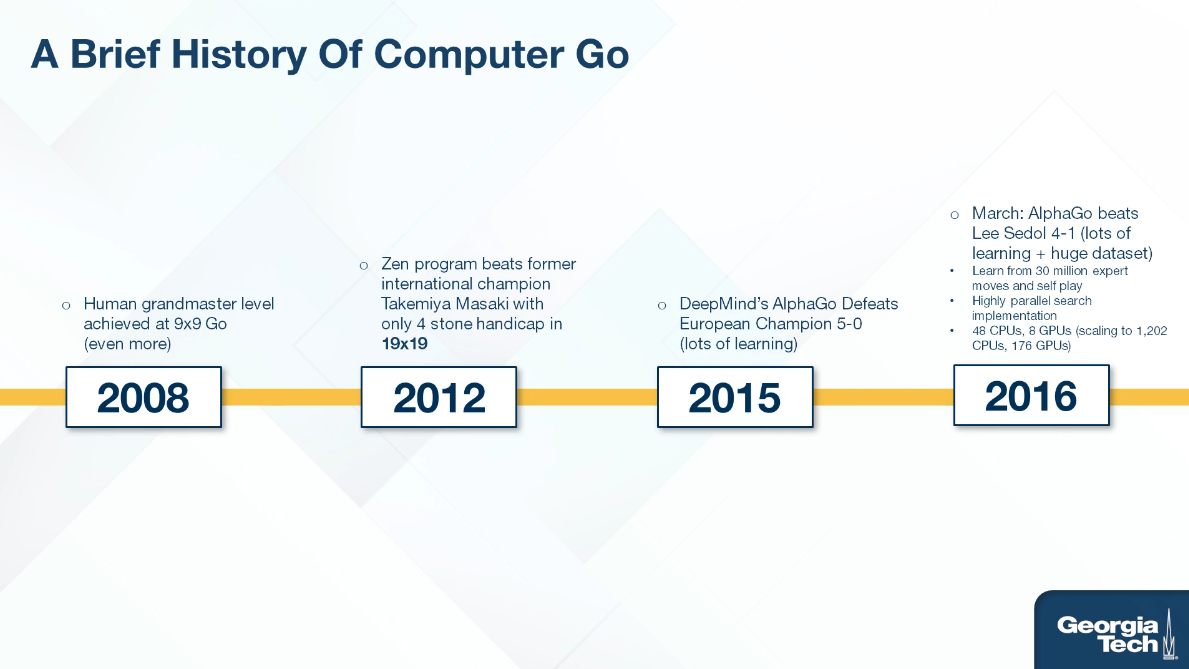 A Brief History Of Computer Go
○ Human grandmaster level
achieved at 9x9 Go
(even more)
2008
○ Zen program beats former
international champion
Takemiya Masaki with
only 4 stone handicap in
19x19
2012
○ DeepMind's AlphaGo Defeats
European Champion 5-0
(lots of learning)
2015
○ March: AlphaGo beats
Lee Sedol 4-1 (lots of
learning + huge dataset)
• Learn from 30 million expert
moves and self play
• Highly parallel search
implementation
• 48 CPUs, 8 GPUs (scaling to 1,202
CPUs, 176 GPUs)
2016
Georgia
Tech